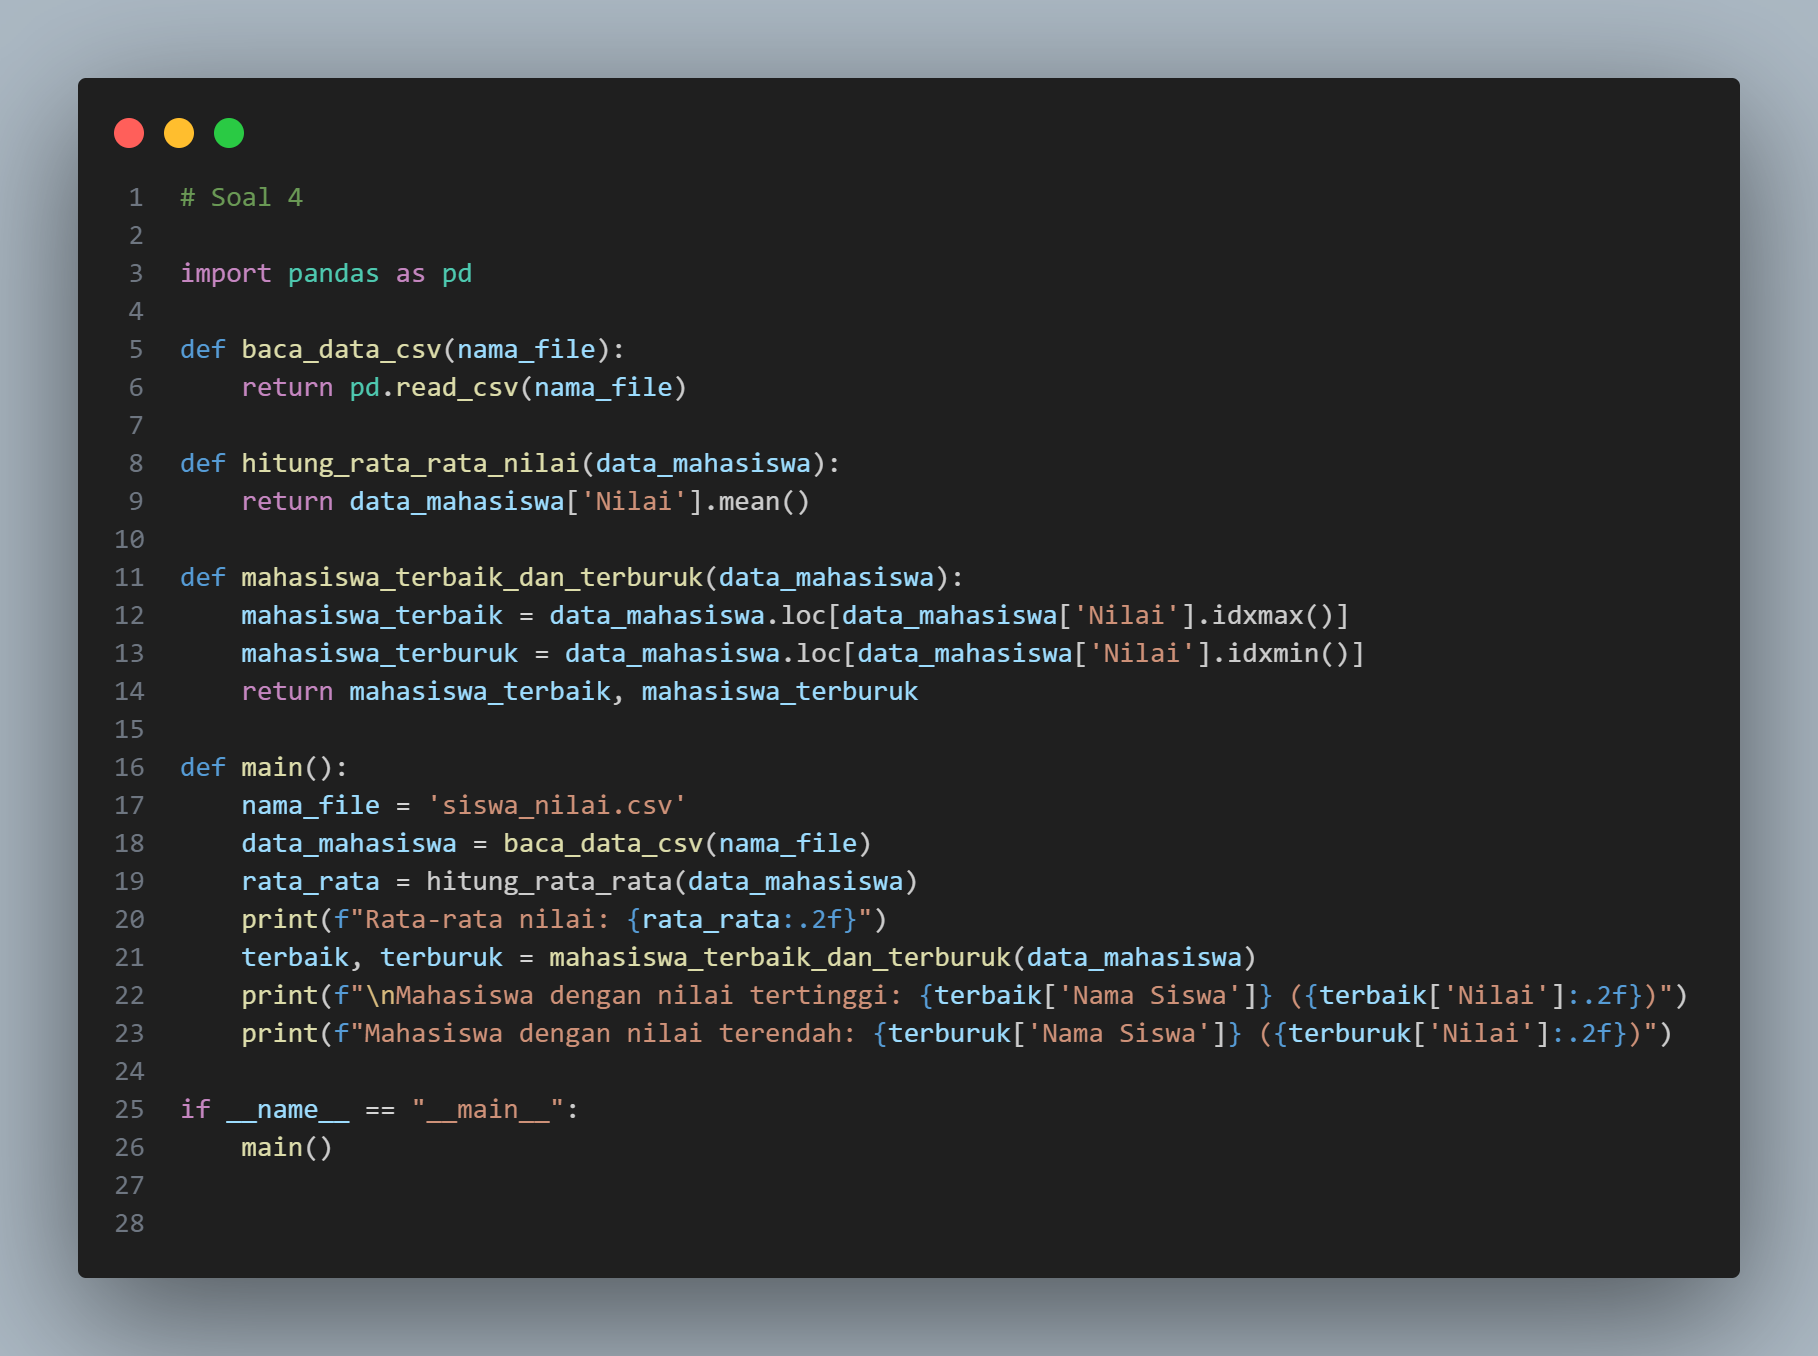 1 # Soal 4
2
3 import pandas as pd
4
5 def baca_data_csv(nama_file):
6     return pd.read_csv(nama_file)
7
8 def hitung_rata_rata_nilai(data_mahasiswa):
9     return data_mahasiswa['Nilai'].mean()
10
11 def mahasiswa_terbaik_dan_terburuk(data_mahasiswa):
12     mahasiswa_terbaik = data_mahasiswa.loc[data_mahasiswa['Nilai'].idxmax()]
13     mahasiswa_terburuk = data_mahasiswa.loc[data_mahasiswa['Nilai'].idxmin()]
14     return mahasiswa_terbaik, mahasiswa_terburuk
15
16 def main():
17     nama_file = 'siswa_nilai.csv'
18     data_mahasiswa = baca_data_csv(nama_file)
19     rata_rata = hitung_rata_rata(data_mahasiswa)
20     print(f"Rata-rata nilai: {rata_rata:.2f}")
21     terbaik, terburuk = mahasiswa_terbaik_dan_terburuk(data_mahasiswa)
22     print(f"\nMahasiswa dengan nilai tertinggi: {terbaik['Nama Siswa']} ({terbaik['Nilai']:.2f})")
23     print(f"Mahasiswa dengan nilai terendah: {terburuk['Nama Siswa']} ({terburuk['Nilai']:.2f})")
24
25 if __name__ == "__main__":
26     main()
27
28